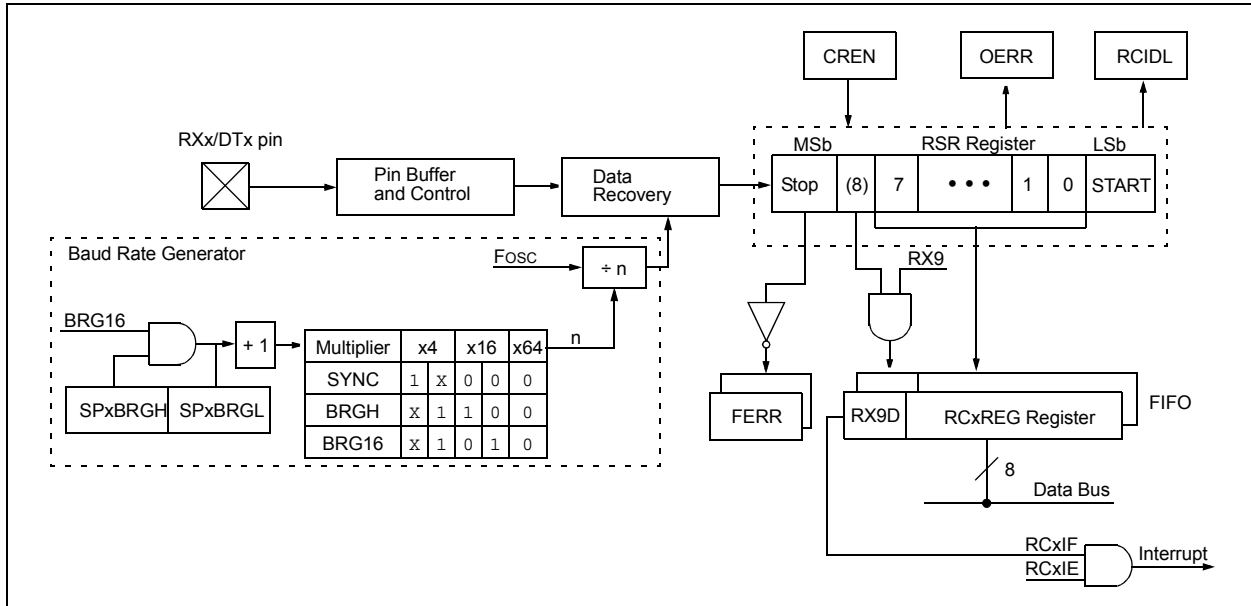 CREN
OERR
RCIDL
RXx/DTx pin
MSb
RSR Register
LSb
Pin Buffer
and Control
Data
Recovery
Stop (8) 7 • • • 1 0 START
Baud Rate Generator
FOSC
÷ n
RX9
BRG16
+ 1
n
Multiplier x4 x16 x64
SYNC 1 X 0 0 0
BRGH X 1 1 0 0
BRG16 X 1 0 1 0
SPxBRGH SPxBRGL
FERR
RX9D
RCxREG Register
FIFO
8
Data Bus
RCxIF
RCxIE
Interrupt